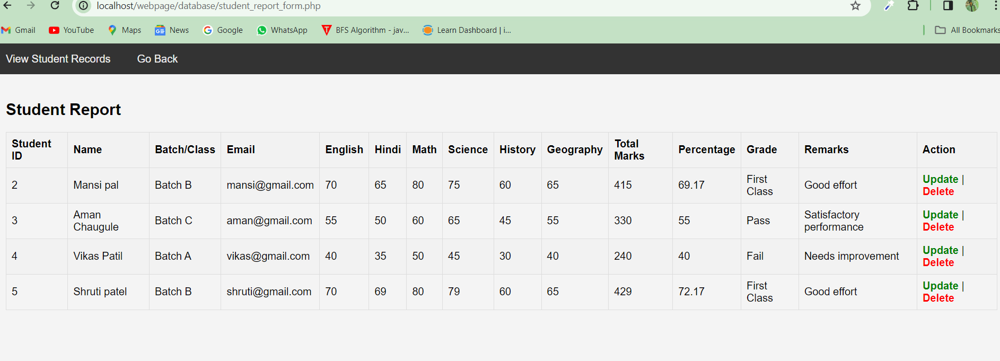 localhost/webpage/database/student_report_form.php
Gmail YouTube Maps News Google WhatsApp BFS Algorithm - jav... Learn Dashboard | i... All Bookmarks
View Student Records Go Back
Student Report
Student ID Name Batch/Class Email English Hindi Math Science History Geography Total Marks Percentage Grade Remarks Action
2 Mansi pal Batch B mansi@gmail.com 70 65 80 75 60 65 415 69.17 First Class Good effort Update | Delete
3 Aman Chaugule Batch C aman@gmail.com 55 50 60 65 45 55 330 55 Pass Satisfactory performance Update | Delete
4 Vikas Patil Batch A vikas@gmail.com 40 35 50 45 30 40 240 40 Fail Needs improvement Update | Delete
5 Shruti patel Batch B shruti@gmail.com 70 69 80 79 60 65 429 72.17 First Class Good effort Update | Delete